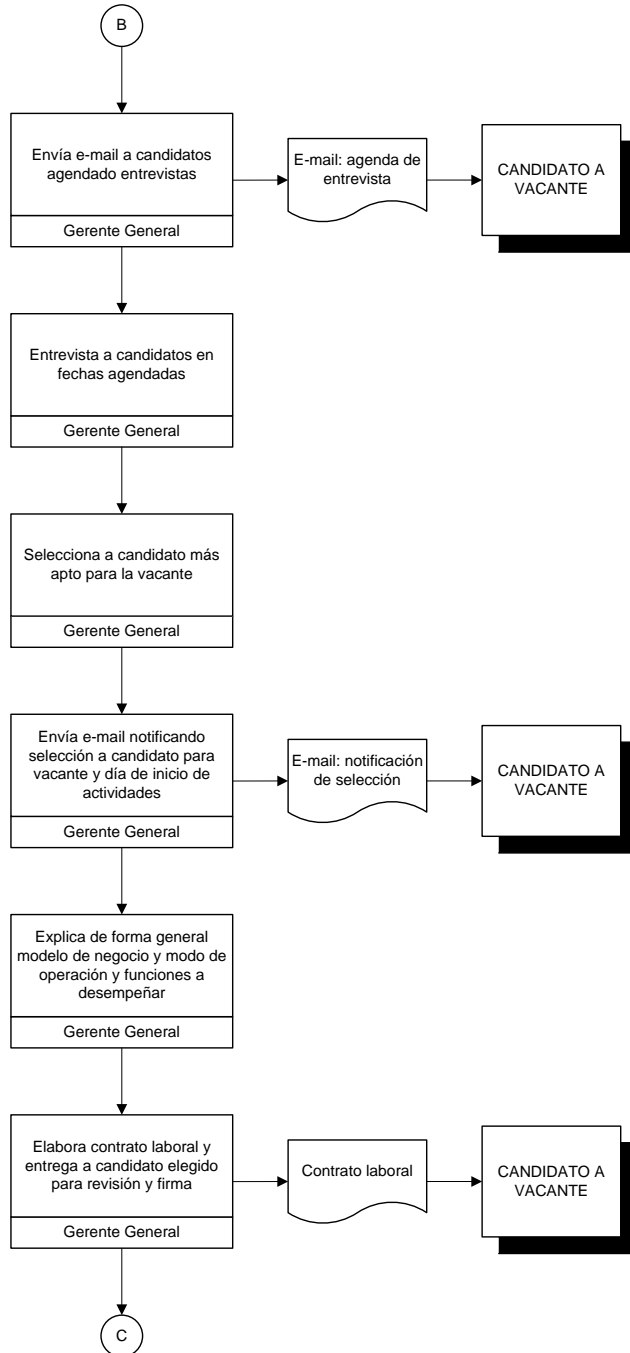 B
Envía e-mail a candidatos
agendado entrevistas
Gerente General
E-mail: agenda de
entrevista
CANDIDATO A
VACANTE
Entrevista a candidatos en
fechas agendadas
Gerente General
Selecciona a candidato más
apto para la vacante
Gerente General
Envía e-mail notificando
selección a candidato para
vacante y día de inicio de
actividades
Gerente General
E-mail: notificación
de selección
CANDIDATO A
VACANTE
Explica de forma general
modelo de negocio y modo de
operación y funciones a
desempeñar
Gerente General
Elabora contrato laboral y
entrega a candidato elegido
para revisión y firma
Gerente General
Contrato laboral
CANDIDATO A
VACANTE
C